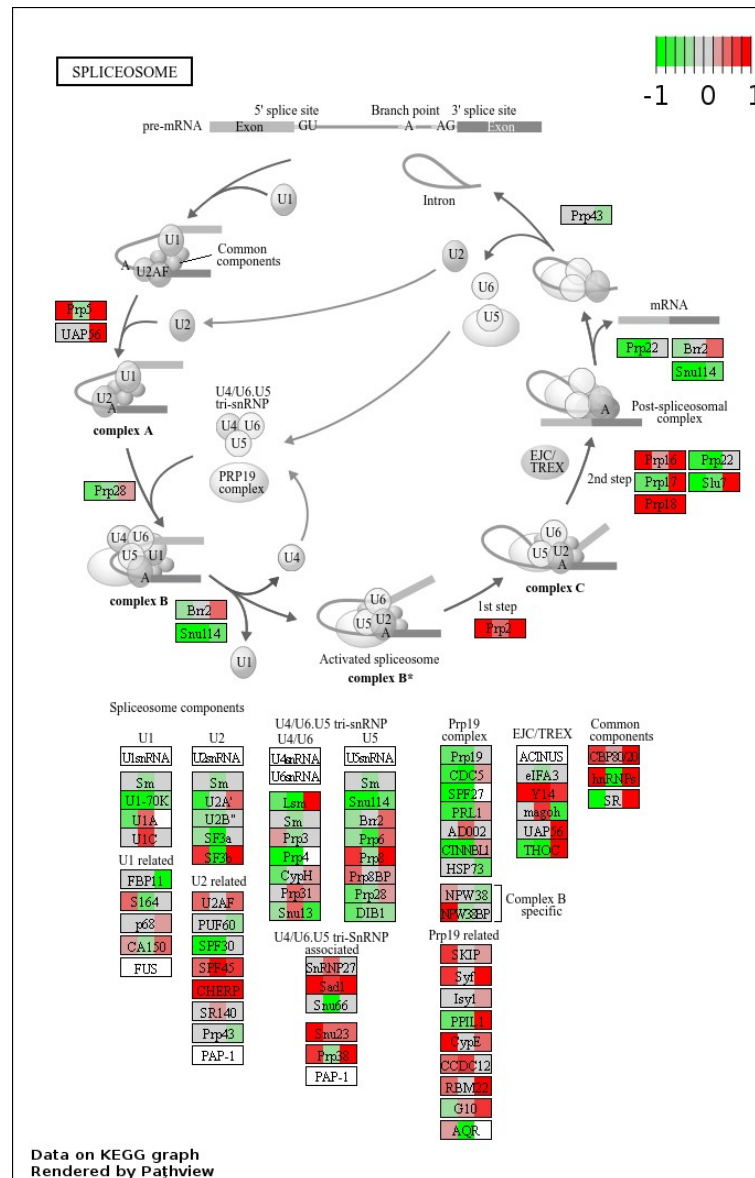 SPLICEOSOME
-1 0 1
5' splice site
Branch point
3' splice site
pre-mRNA
Exon
GU
A
AG
Exon
Intron
U1
U1
A
U2AF
Common
components
Prp43
U2
U6
U5
Prp5
UAP56
U2
mRNA
Prp22
Brr2
Snu114
U1
U2
A
complex A
U4/U6.U5
tri-snRNP
U4
U6
U5
PRP19
complex
A
Post-spliceosomal
complex
EJC/
TREX
2nd step
Prp16
Prp22
Prp17
Slu7
Prp18
Prp28
U4
U6
U5
U1
A
complex B
U4
Brr2
Snu114
U1
U6
U5
U2
A
Activated spliceosome
complex B*
1st step
Prp2
U6
U5
U2
A
complex C
Spliceosome components
U1
U1snRNA
Sm
U1-70K
U1A
U1C
U1 related
FBP11
S164
p68
CA150
FUS
U2
U2snRNA
Sm
U2A'
U2B"
SF3a
SF3b
U2 related
U2AF
PUF60
SPF30
SPF45
CHERP
SR140
Prp43
PAP-1
U4/U6.U5 tri-snRNP
U4/U6
U4snRNA
U6snRNA
Lsm
Sm
Prp3
Prp4
CypH
Prp31
Snu13
U5
U5snRNA
Sm
Snu114
Brr2
Prp6
Prp8
Prp8BP
Prp28
DIB1
U4/U6.U5 tri-SnRNP
associated
SnRNP27
Sad1
Snu66
Snu23
Prp38
PAP-1
Prp19
complex
Prp19
CDC5
SPF27
PRL1
AD002
CTNNBL1
HSP73
NPW38
NPW38BP
Complex B
specific
Prp19 related
SKIP
Syf
Isy1
PPIL1
CypE
CCDC12
RBM22
G10
AQR
EJC/TREX
ACINUS
eIFA3
Y14
magoh
UAP56
THOC
Common
components
CBP80/20
hnRNPs
SR
Data on KEGG graph
Rendered by Pathview